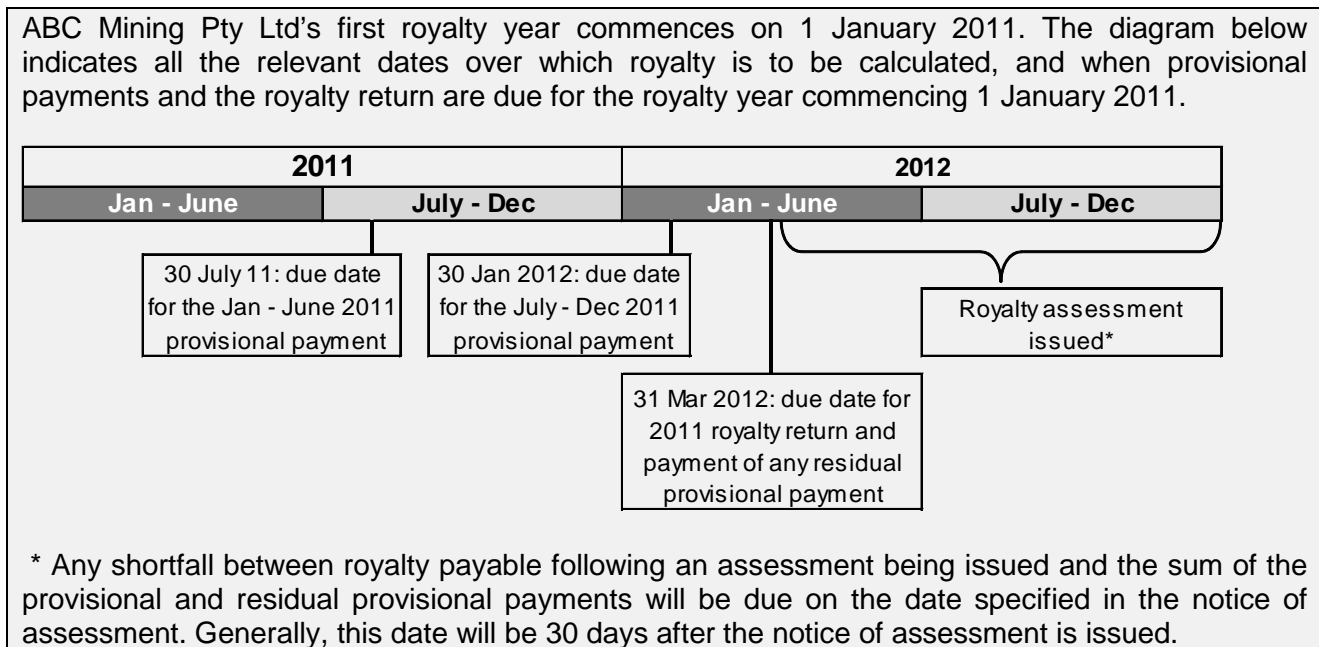 ABC Mining Pty Ltd's first royalty year commences on 1 January 2011. The diagram below
indicates all the relevant dates over which royalty is to be calculated, and when provisional
payments and the royalty return are due for the royalty year commencing 1 January 2011.
2011
2012
Jan - June
July - Dec
Jan - June
July - Dec
30 July 11: due date
for the Jan - June 2011
provisional payment
30 Jan 2012: due date
for the July - Dec 2011
provisional payment
Royalty assessment
issued*
31 Mar 2012: due date for
2011 royalty return and
payment of any residual
provisional payment
* Any shortfall between royalty payable following an assessment being issued and the sum of the
provisional and residual provisional payments will be due on the date specified in the notice of
assessment. Generally, this date will be 30 days after the notice of assessment is issued.